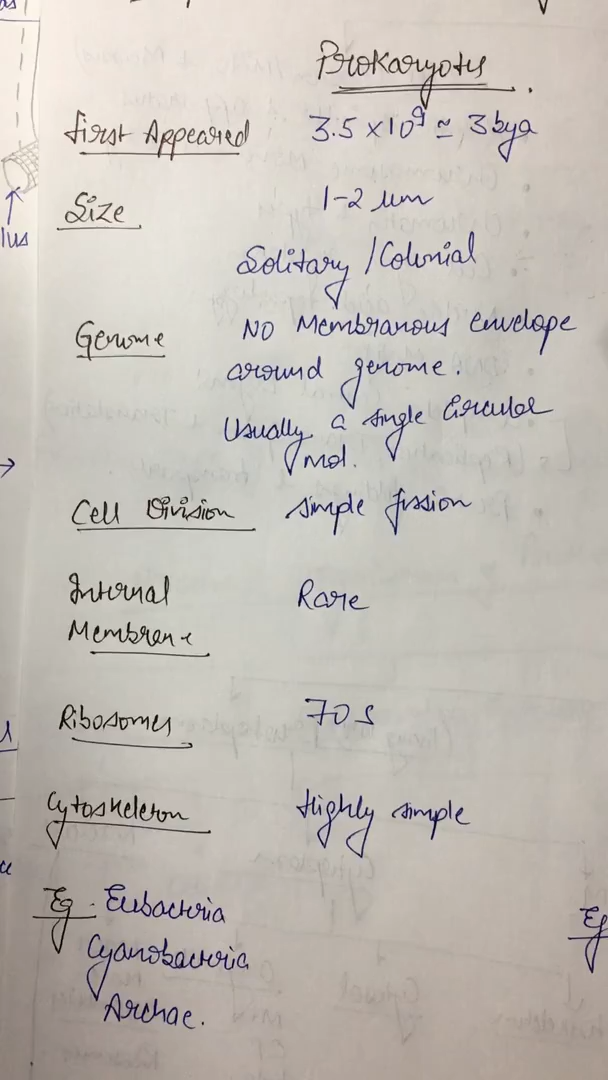 Prokaryotes
First Appeared 3.5 x 10⁹ ≃ 3 bya
Size 1-2 um
lus
Solitary / Colonial
Genome No Membranous envelope
around genome.
Usually a single Circular
mol.
Cell Division simple fission
Internal Rare
Membrane
Ribosomes 70 S
Cytoskeleton Highly simple
Eg. Eubacteria Eg
Cyanobacteria
Archae.